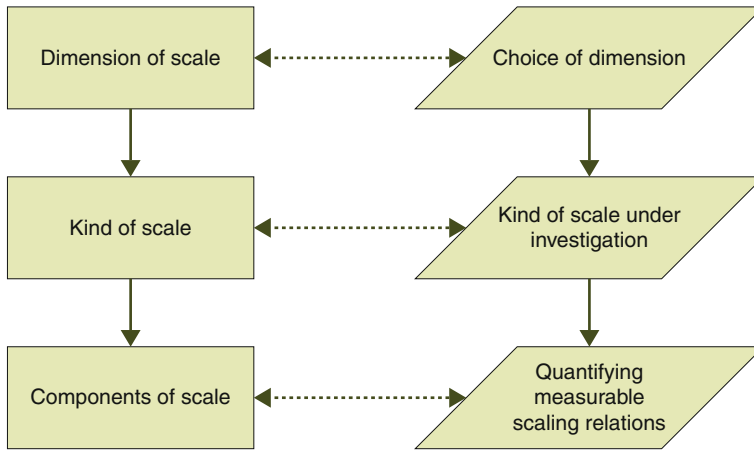 Dimension of scale
Choice of dimension
Kind of scale
Kind of scale under
investigation
Components of scale
Quantifying
measurable
scaling relations